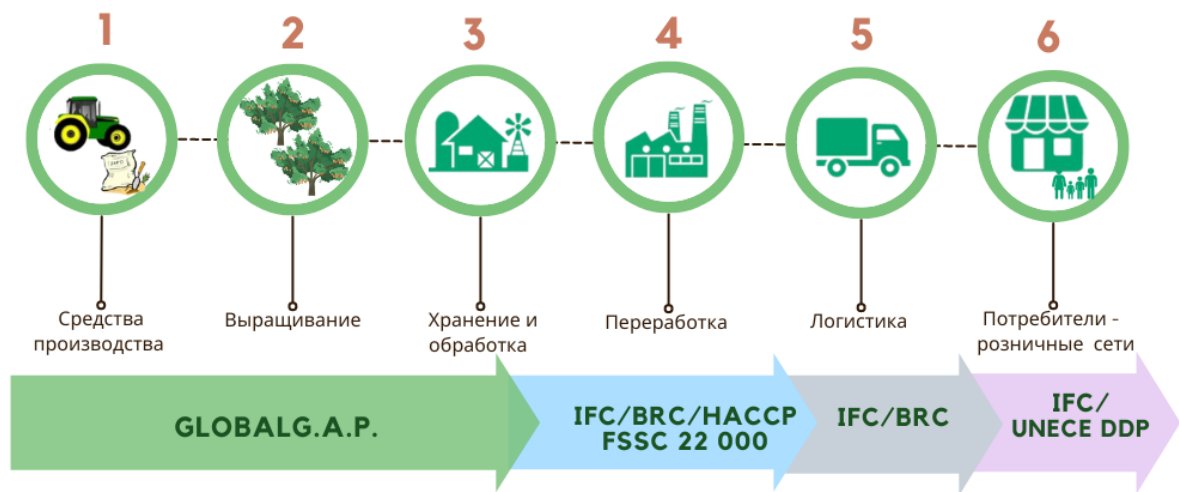 1
2
3
4
5
6
Средства
производства
Выращивание
Хранение и
обработка
Переработка
Логистика
Потребители -
розничные сети
GLOBALG.A.P.
IFC/BRC/HACCP
FSSC 22 000
IFC/BRC
IFC/
UNECE DDP